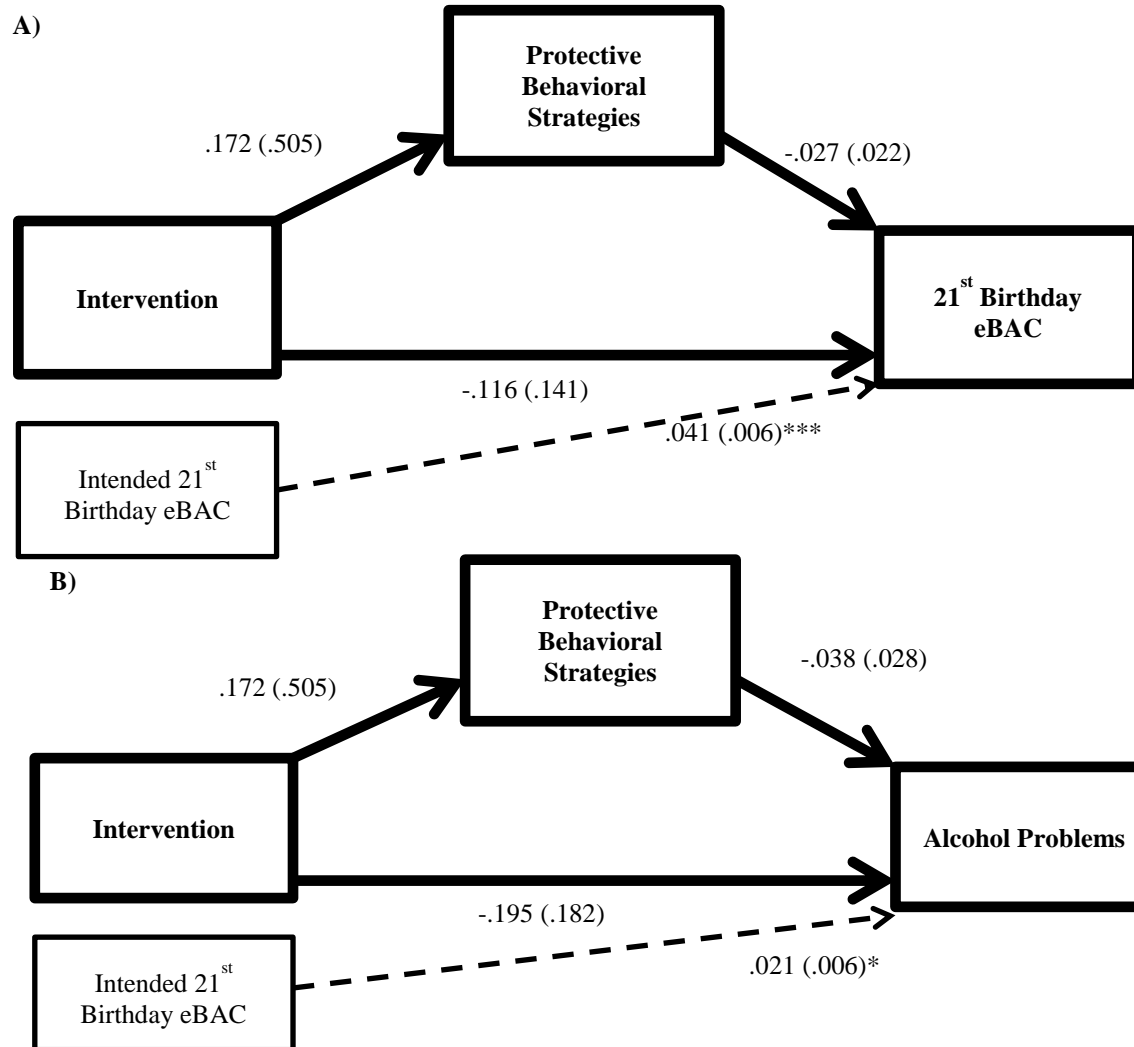 A)
Protective
Behavioral
Strategies
.172 (.505)
-.027 (.022)
Intervention
21st Birthday
eBAC
-.116 (.141)
.041 (.006)***
Intended 21st
Birthday eBAC
B)
Protective
Behavioral
Strategies
.172 (.505)
-.038 (.028)
Intervention
Alcohol Problems
-.195 (.182)
.021 (.006)*
Intended 21st
Birthday eBAC